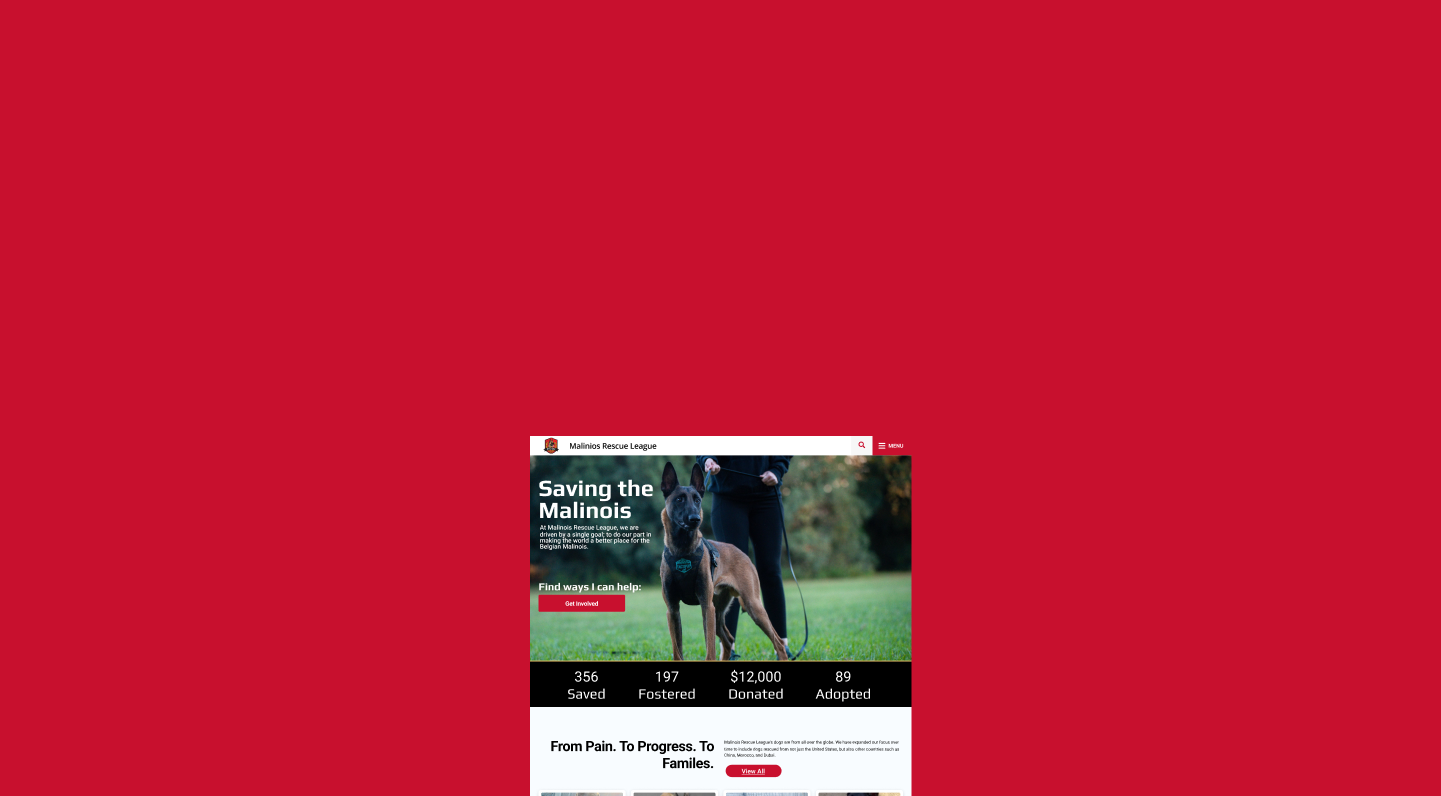 Malinios Rescue League
MENU
Saving the
Malinois
At Malinois Rescue League, we are
driven by a single goal; to do our part in
making the world a better place for the
Belgian Malinois.
Find ways I can help:
Get Involved
356
Saved
197
Fostered
$12,000
Donated
89
Adopted
From Pain. To Progress. To
Familes.
Malinois Rescue League's dogs are from all over the globe. We have expanded our focus over
time to include dogs rescued from not just the United States, but also other countries such as
China, Morocco, and Dubai.
View All